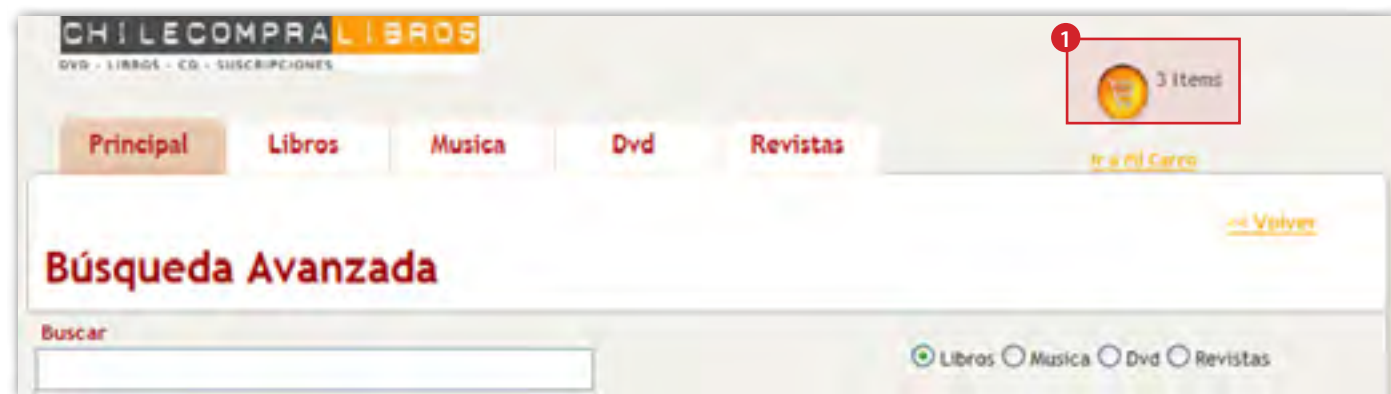 CHILECOMPRALIBROS
DVD - LIBROS - CD - SUSCRIPCIONES
1
3 Items
Principal Libros Musica Dvd Revistas
Ir a Mi Carro
<< Volver
Búsqueda Avanzada
Buscar
Libros Musica Dvd Revistas